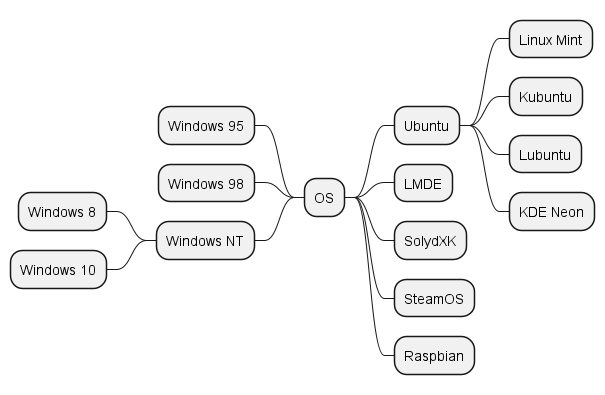 Linux Mint
Kubuntu
Windows 95
Ubuntu
Lubuntu
Windows 98
OS
LMDE
Windows 8
KDE Neon
Windows NT
SolydXK
Windows 10
SteamOS
Raspbian